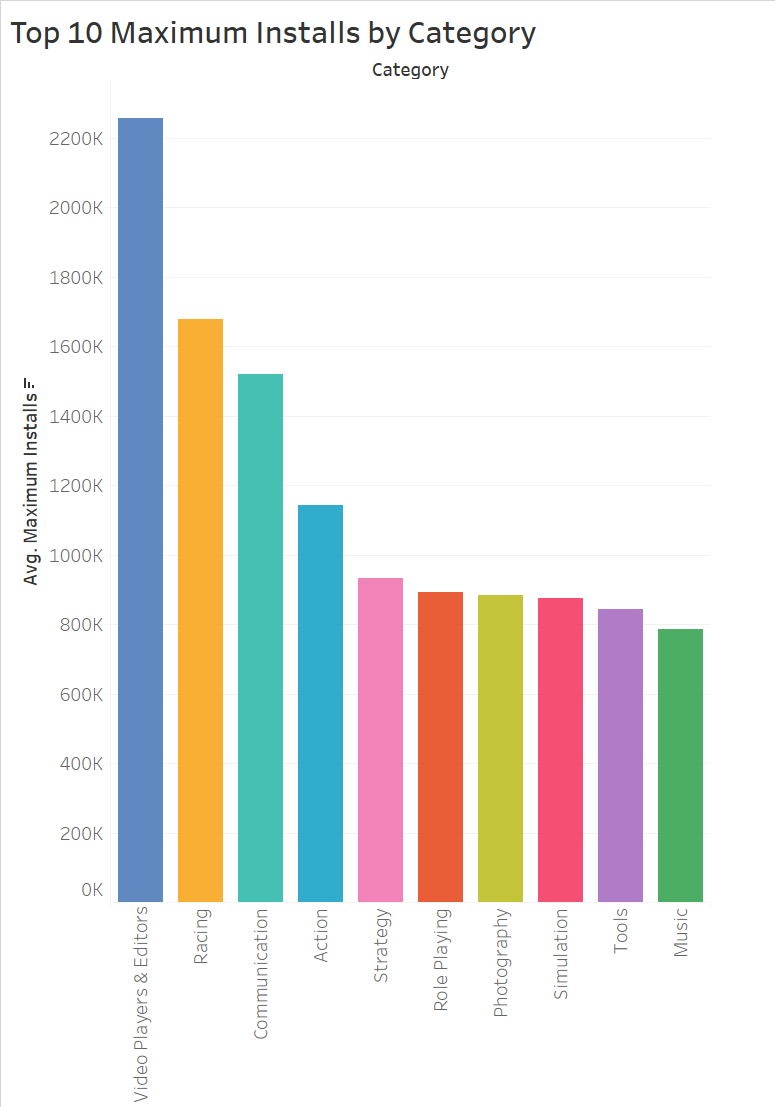 Top 10 Maximum Installs by Category
Category
Avg. Maximum Installs
2200K
2000K
1800K
1600K
1400K
1200K
1000K
800K
600K
400K
200K
0K
Video Players & Editors
Racing
Communication
Action
Strategy
Role Playing
Photography
Simulation
Tools
Music